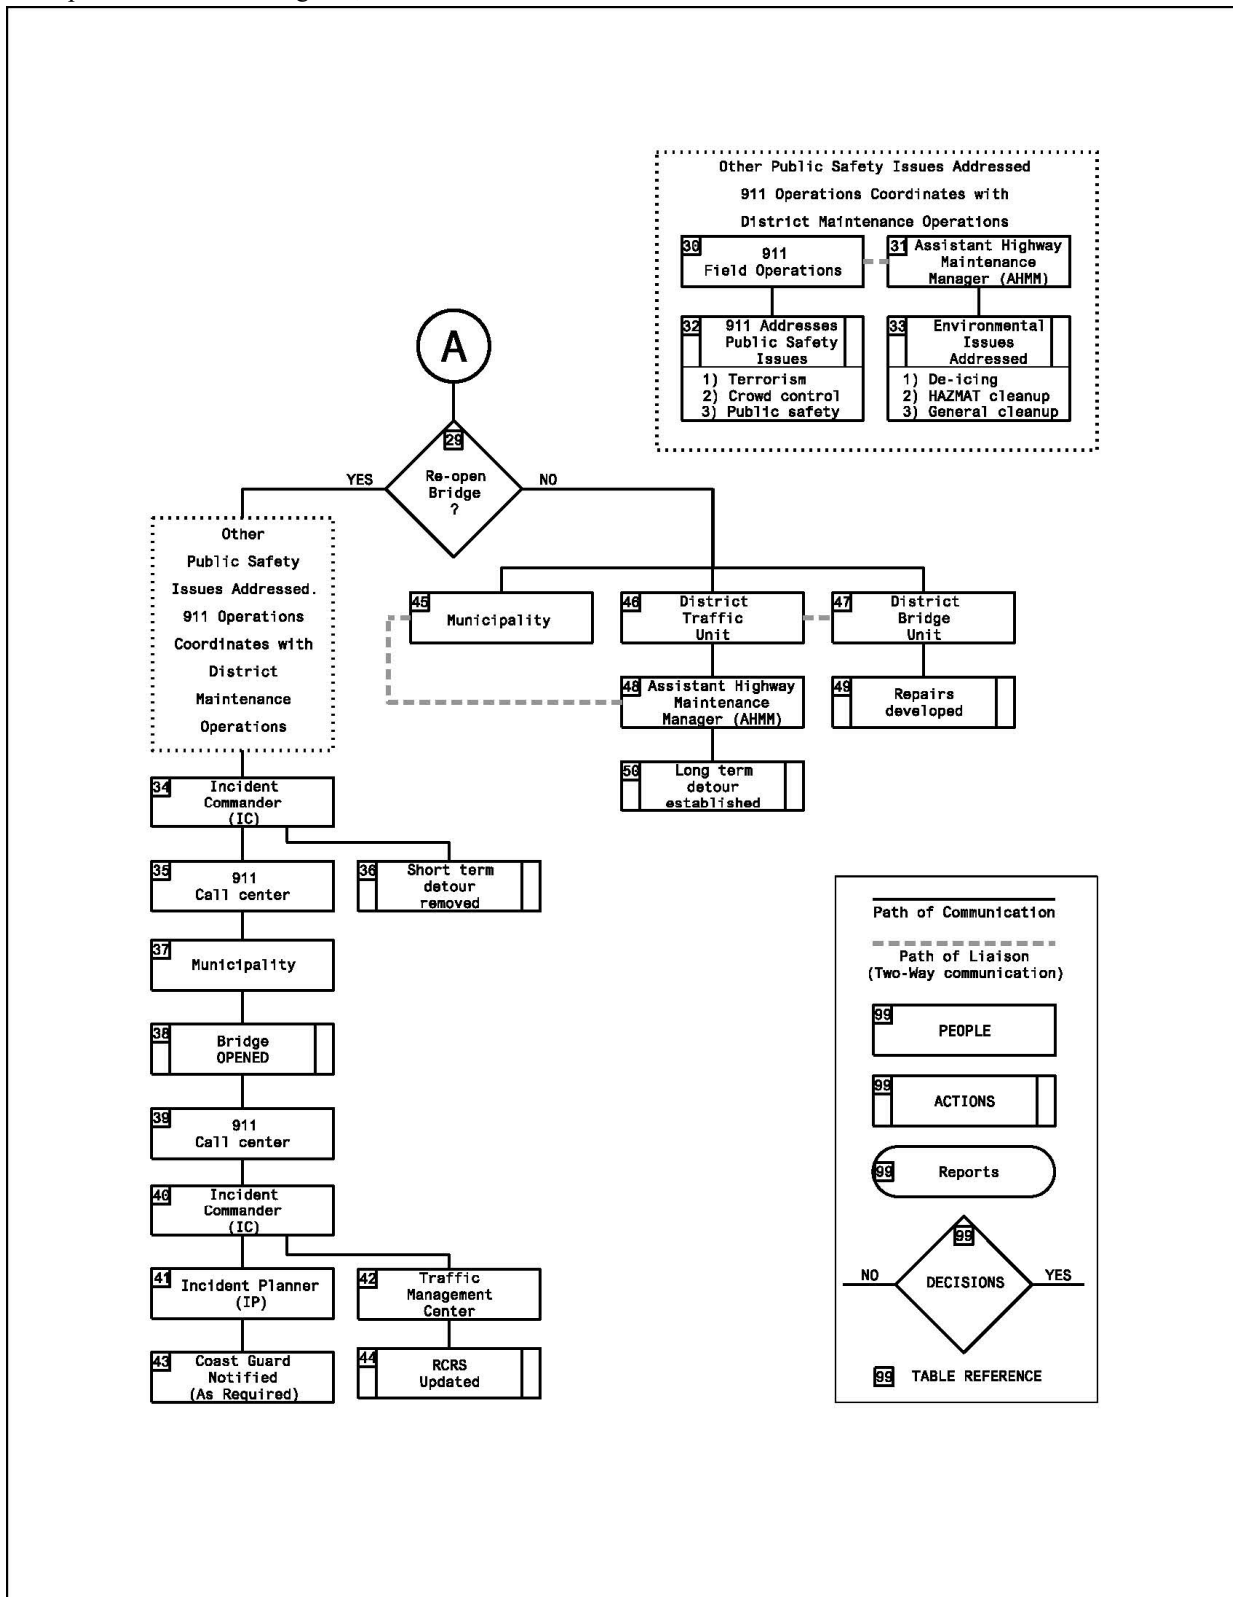 Other Public Safety Issues Addressed
911 Operations Coordinates with
District Maintenance Operations
30
911
Field Operations
31
Assistant Highway
Maintenance
Manager (AHMM)
32
911 Addresses
Public Safety
Issues
1) Terrorism
2) Crowd control
3) Public safety
33
Environmental
Issues
Addressed
1) De-icing
2) HAZMAT cleanup
3) General cleanup
A
29
Re-open
Bridge
?
YES
NO
Other
Public Safety
Issues Addressed.
911 Operations
Coordinates with
District
Maintenance
Operations
45
Municipality
46
District
Traffic
Unit
47
District
Bridge
Unit
48
Assistant Highway
Maintenance
Manager (AHMM)
49
Repairs
developed
50
Long term
detour
established
34
Incident
Commander
(IC)
35
911
Call center
36
Short term
detour
removed
37
Municipality
38
Bridge
OPENED
39
911
Call center
40
Incident
Commander
(IC)
41
Incident Planner
(IP)
42
Traffic
Management
Center
43
Coast Guard
Notified
(As Required)
44
RCRS
Updated
Path of Communication
Path of Liaison
(Two-Way communication)
99
PEOPLE
99
ACTIONS
99
Reports
99
NO
DECISIONS
YES
99
TABLE REFERENCE